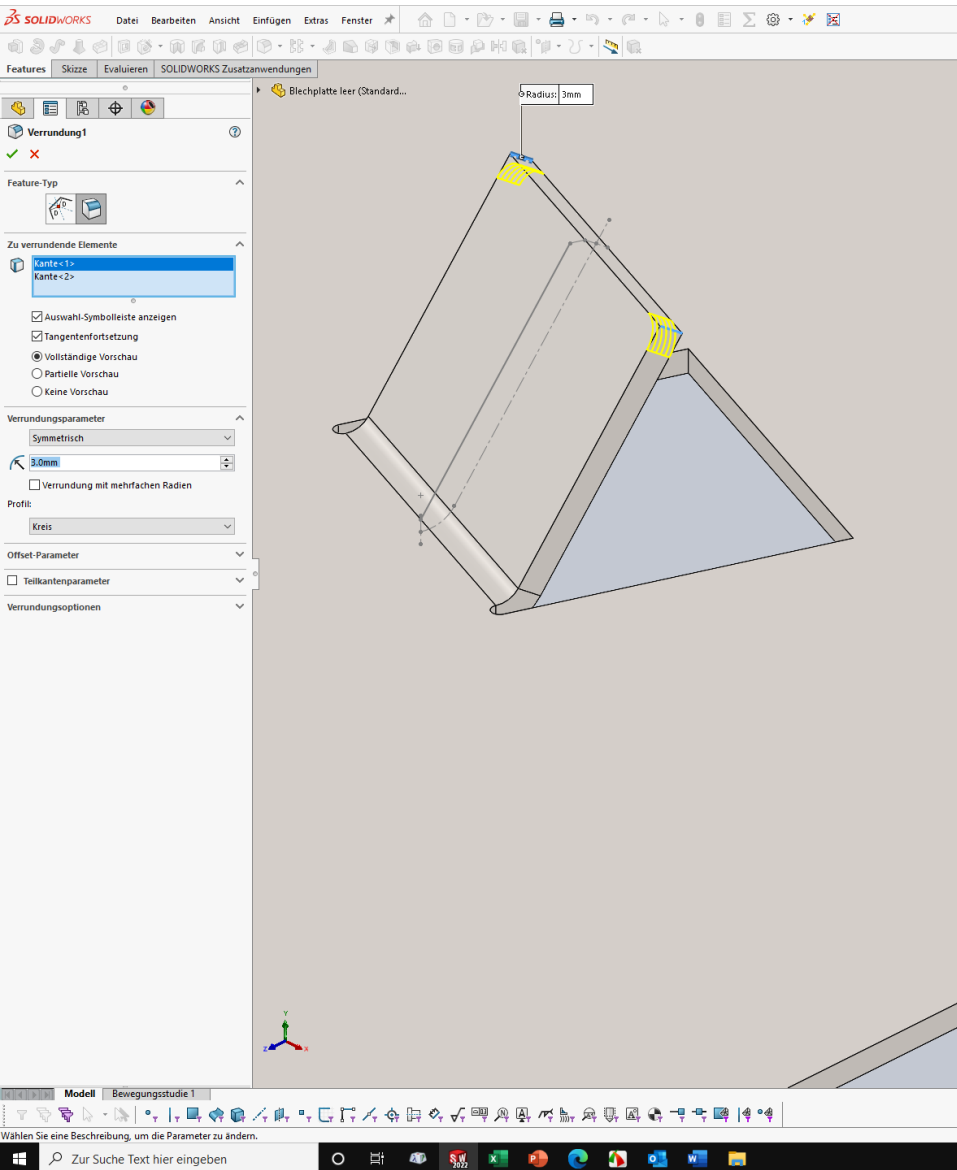 SOLIDWORKS Datei Bearbeiten Ansicht Einfügen Extras Fenster
Features Skizze Evaluieren SOLIDWORKS Zusatzanwendungen
Blechplatte leer (Standard...
Radius: 3mm
Verrundung1
Feature-Typ
Zu verrundende Elemente
Kante<1>
Kante<2>
Auswahl-Symbolleiste anzeigen
Tangentenfortsetzung
Vollständige Vorschau
Partielle Vorschau
Keine Vorschau
Verrundungsparameter
Symmetrisch
3.0mm
Verrundung mit mehrfachen Radien
Profil:
Kreis
Offset-Parameter
Teilkantenparameter
Verrundungsoptionen
Y
Z X
Modell Bewegungsstudie 1
Wählen Sie eine Beschreibung, um die Parameter zu ändern.
Zur Suche Text hier eingeben
SW 2022